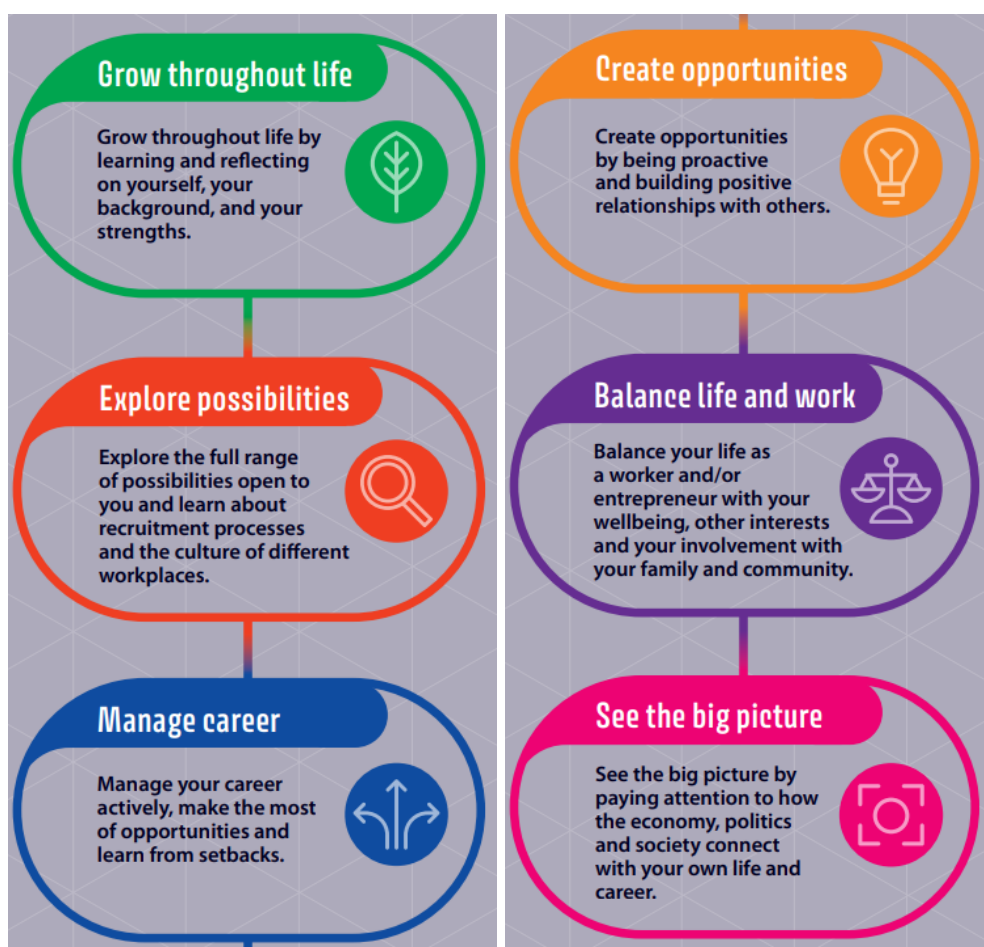 Grow throughout life
Grow throughout life by
learning and reflecting
on yourself, your
background, and your
strengths.
Explore possibilities
Explore the full range
of possibilities open to
you and learn about
recruitment processes
and the culture of different
workplaces.
Manage career
Manage your career
actively, make the most
of opportunities and
learn from setbacks.
Create opportunities
Create opportunities
by being proactive
and building positive
relationships with others.
Balance life and work
Balance your life as
a worker and/or
entrepreneur with your
wellbeing, other interests
and your involvement with
your family and community.
See the big picture
See the big picture by
paying attention to how
the economy, politics
and society connect
with your own life and
career.